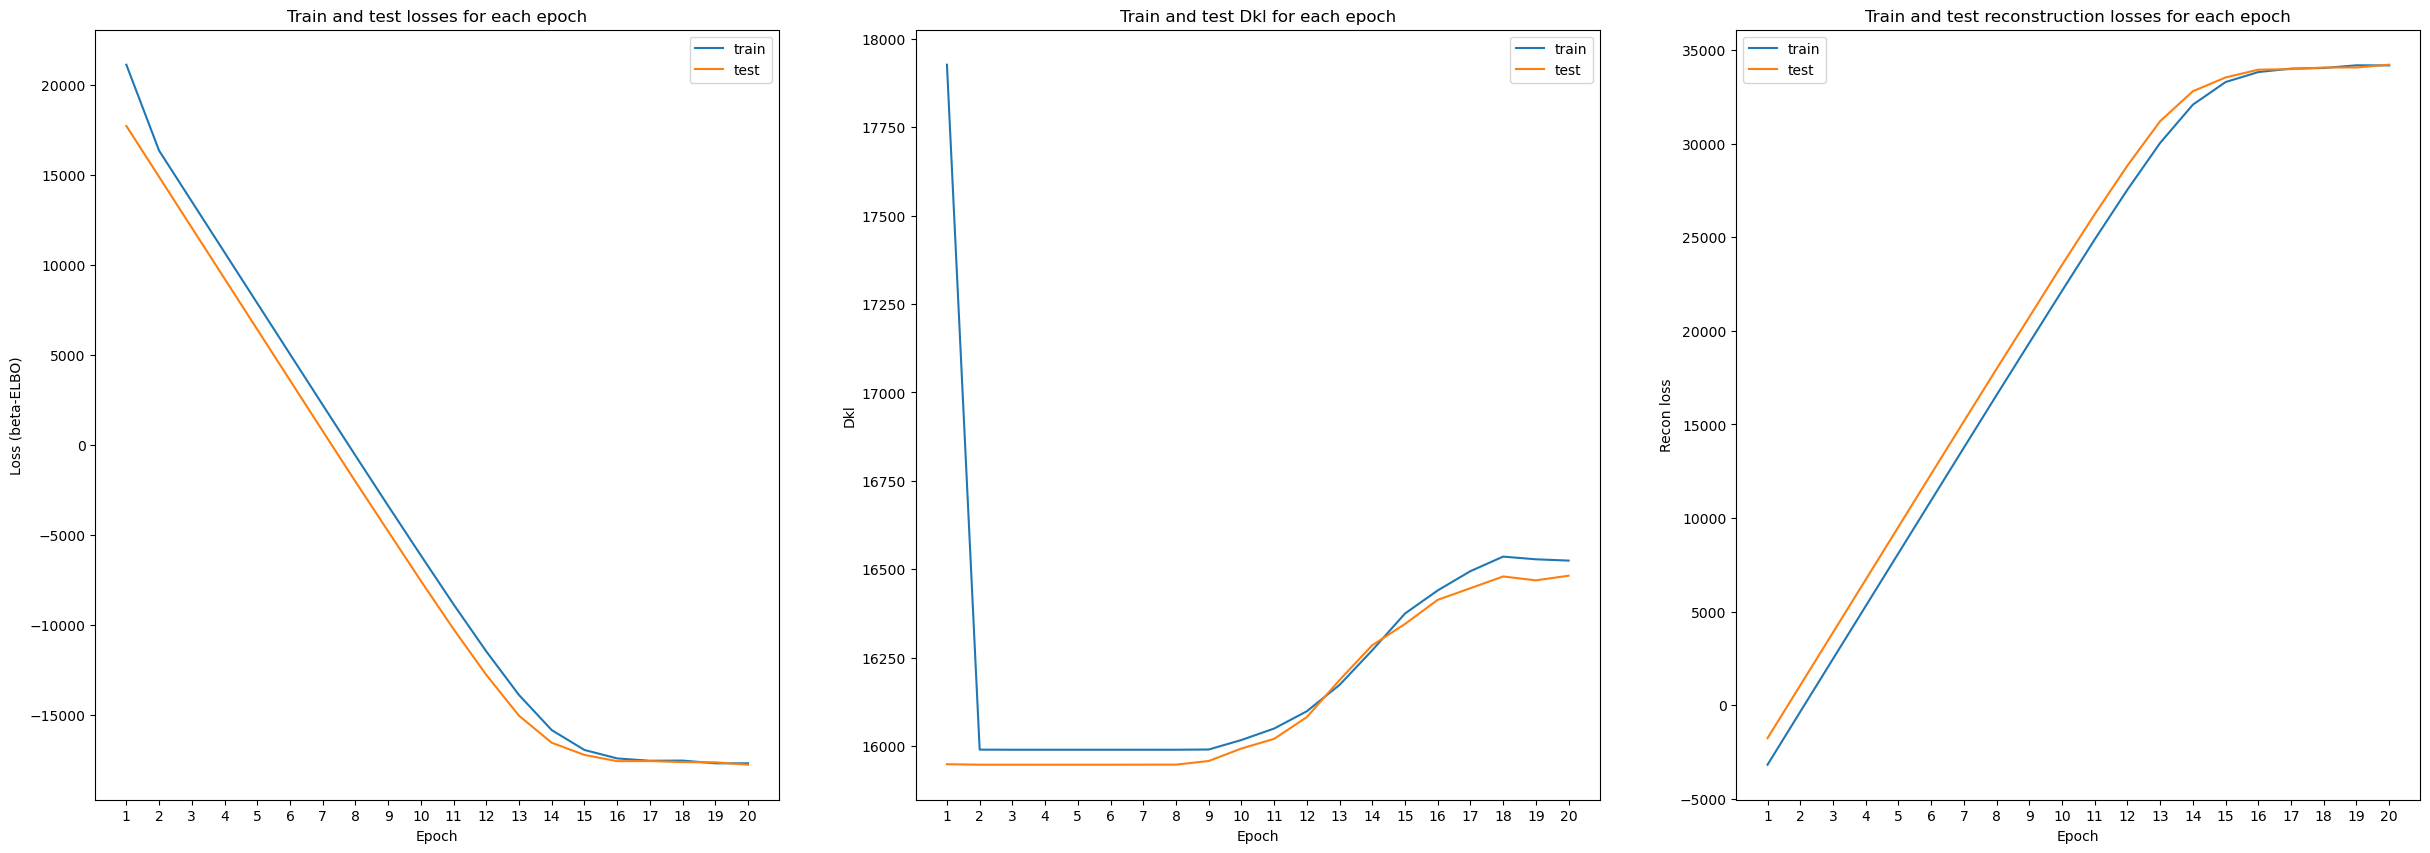 Train and test losses for each epoch
train
test
Loss (beta-ELBO)
20000
15000
10000
5000
0
−5000
−10000
−15000
1 2 3 4 5 6 7 8 9 10 11 12 13 14 15 16 17 18 19 20
Epoch
Train and test Dkl for each epoch
train
test
Dkl
18000
17750
17500
17250
17000
16750
16500
16250
16000
1 2 3 4 5 6 7 8 9 10 11 12 13 14 15 16 17 18 19 20
Epoch
Train and test reconstruction losses for each epoch
train
test
Recon loss
35000
30000
25000
20000
15000
10000
5000
0
−5000
1 2 3 4 5 6 7 8 9 10 11 12 13 14 15 16 17 18 19 20
Epoch